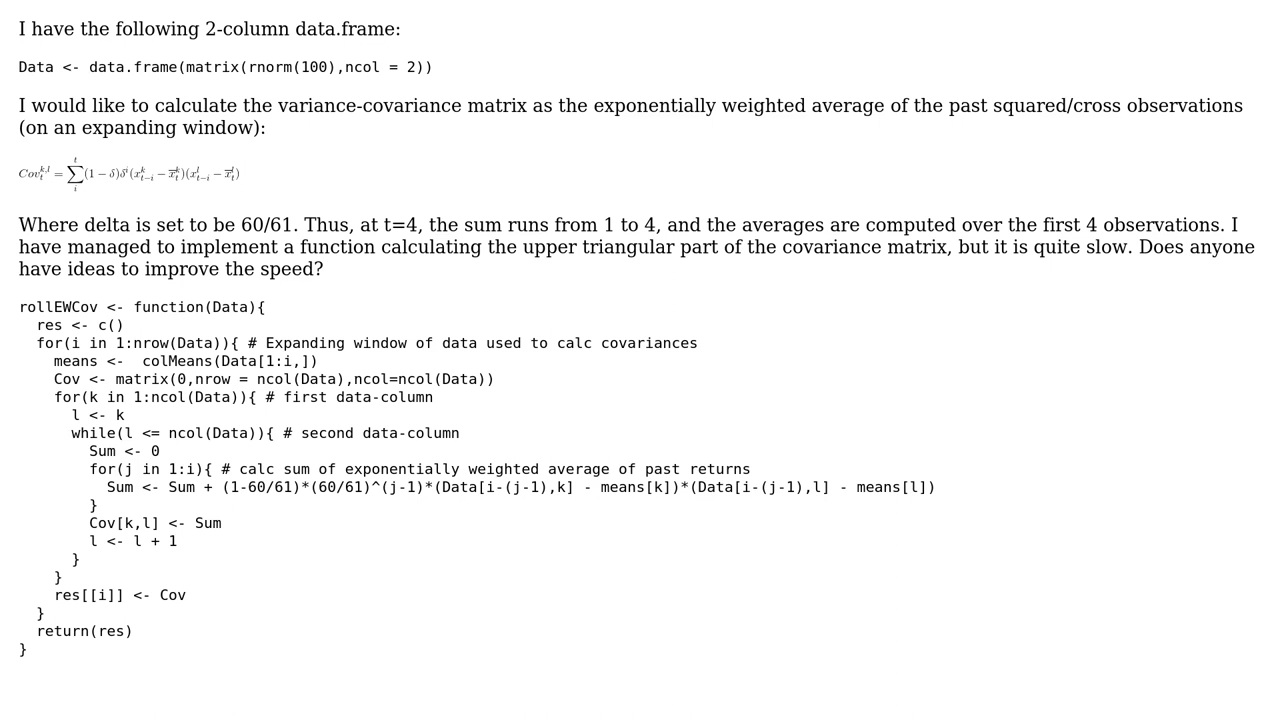 I have the following 2-column data.frame:
Data <- data.frame(matrix(rnorm(100),ncol = 2))
I would like to calculate the variance-covariance matrix as the exponentially weighted average of the past squared/cross observations
(on an expanding window):
$Cov_t^{k,l} = \sum_i^t (1-\delta)\delta^i (x_{t-i}^k - \overline{x}_t^k)(x_{t-i}^l - \overline{x}_t^l)$
Where delta is set to be 60/61. Thus, at t=4, the sum runs from 1 to 4, and the averages are computed over the first 4 observations. I
have managed to implement a function calculating the upper triangular part of the covariance matrix, but it is quite slow. Does anyone
have ideas to improve the speed?
rollEWCov <- function(Data){
  res <- c()
  for(i in 1:nrow(Data)){ # Expanding window of data used to calc covariances
    means <-  colMeans(Data[1:i,])
    Cov <- matrix(0,nrow = ncol(Data),ncol=ncol(Data))
    for(k in 1:ncol(Data)){ # first data-column
      l <- k
      while(l <= ncol(Data)){ # second data-column
        Sum <- 0
        for(j in 1:i){ # calc sum of exponentially weighted average of past returns
          Sum <- Sum + (1-60/61)*(60/61)^(j-1)*(Data[i-(j-1),k] - means[k])*(Data[i-(j-1),l] - means[l])
        }
        Cov[k,l] <- Sum
        l <- l + 1
      }
    }
    res[[i]] <- Cov
  }
  return(res)
}